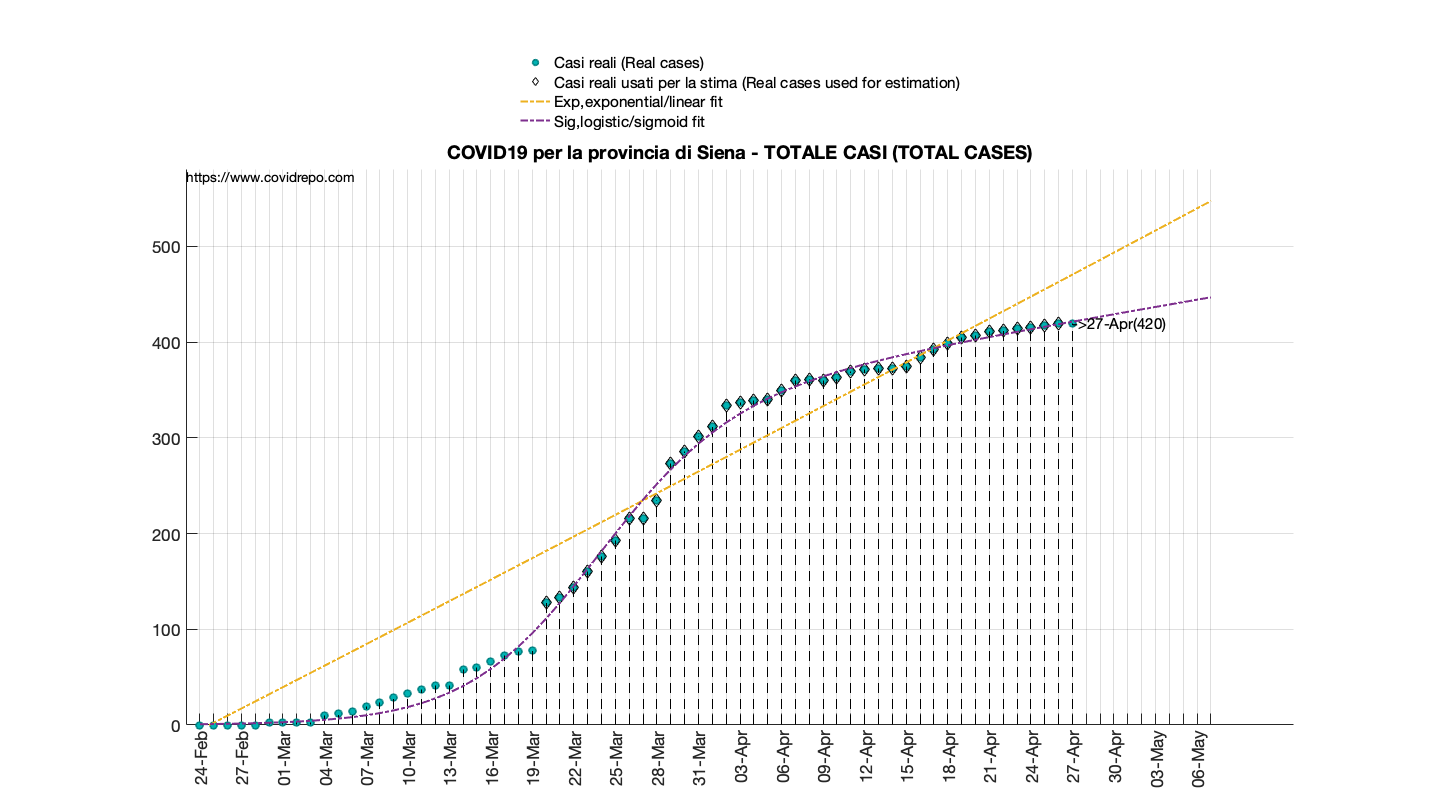 Casi reali (Real cases)
Casi reali usati per la stima (Real cases used for estimation)
Exp,exponential/linear fit
Sig,logistic/sigmoid fit
COVID19 per la provincia di Siena - TOTALE CASI (TOTAL CASES)
https://www.covidrepo.com
500
400
300
200
100
0
->27-Apr(420)
24-Feb
27-Feb
01-Mar
04-Mar
07-Mar
10-Mar
13-Mar
16-Mar
19-Mar
22-Mar
25-Mar
28-Mar
31-Mar
03-Apr
06-Apr
09-Apr
12-Apr
15-Apr
18-Apr
21-Apr
24-Apr
27-Apr
30-Apr
03-May
06-May